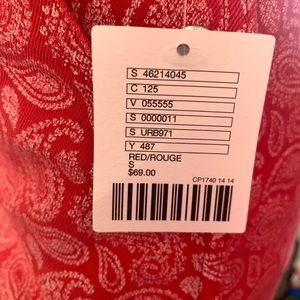 S 46214045
C 125
V 055555
S 0000011
S URB971
Y 487
RED/ROUGE
S
$69.00
CP1740 14 14